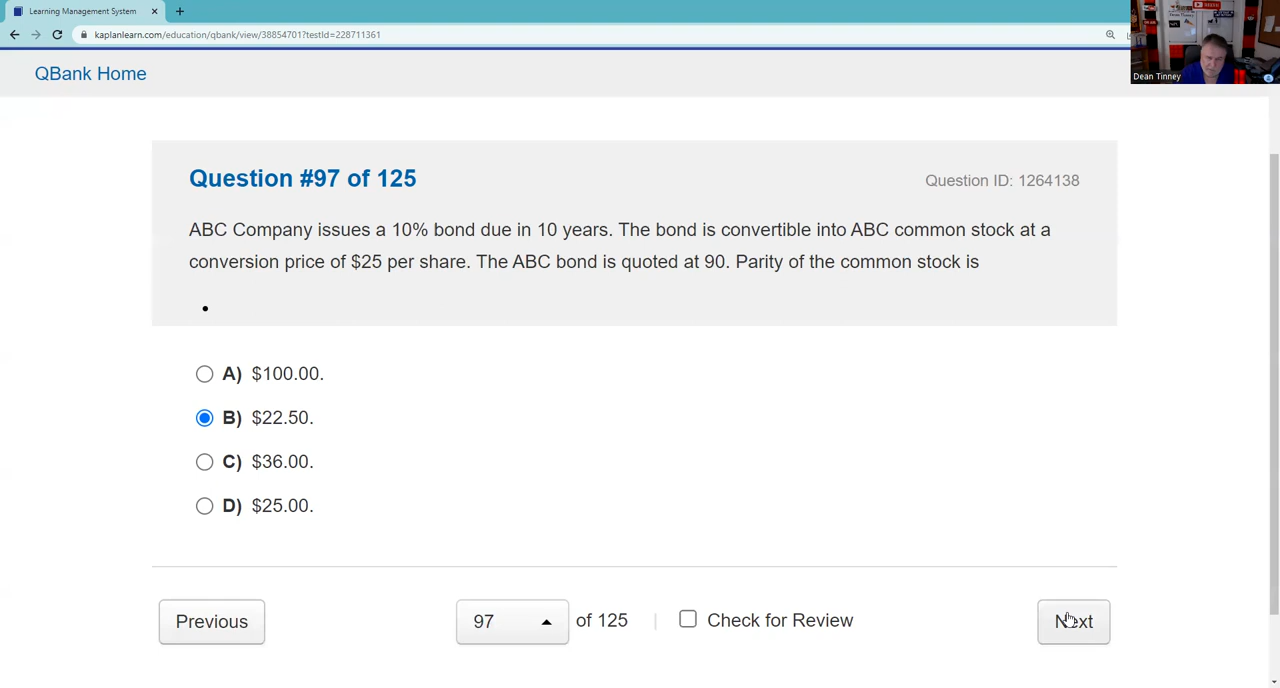 Learning Management System
kaplanlearn.com/education/qbank/view/38854701?testId=228711361
Dean Tinney
QBank Home
Question #97 of 125
Question ID: 1264138
ABC Company issues a 10% bond due in 10 years. The bond is convertible into ABC common stock at a
conversion price of $25 per share. The ABC bond is quoted at 90. Parity of the common stock is
A) $100.00.
B) $22.50.
C) $36.00.
D) $25.00.
Previous
97
of 125
Check for Review
Next